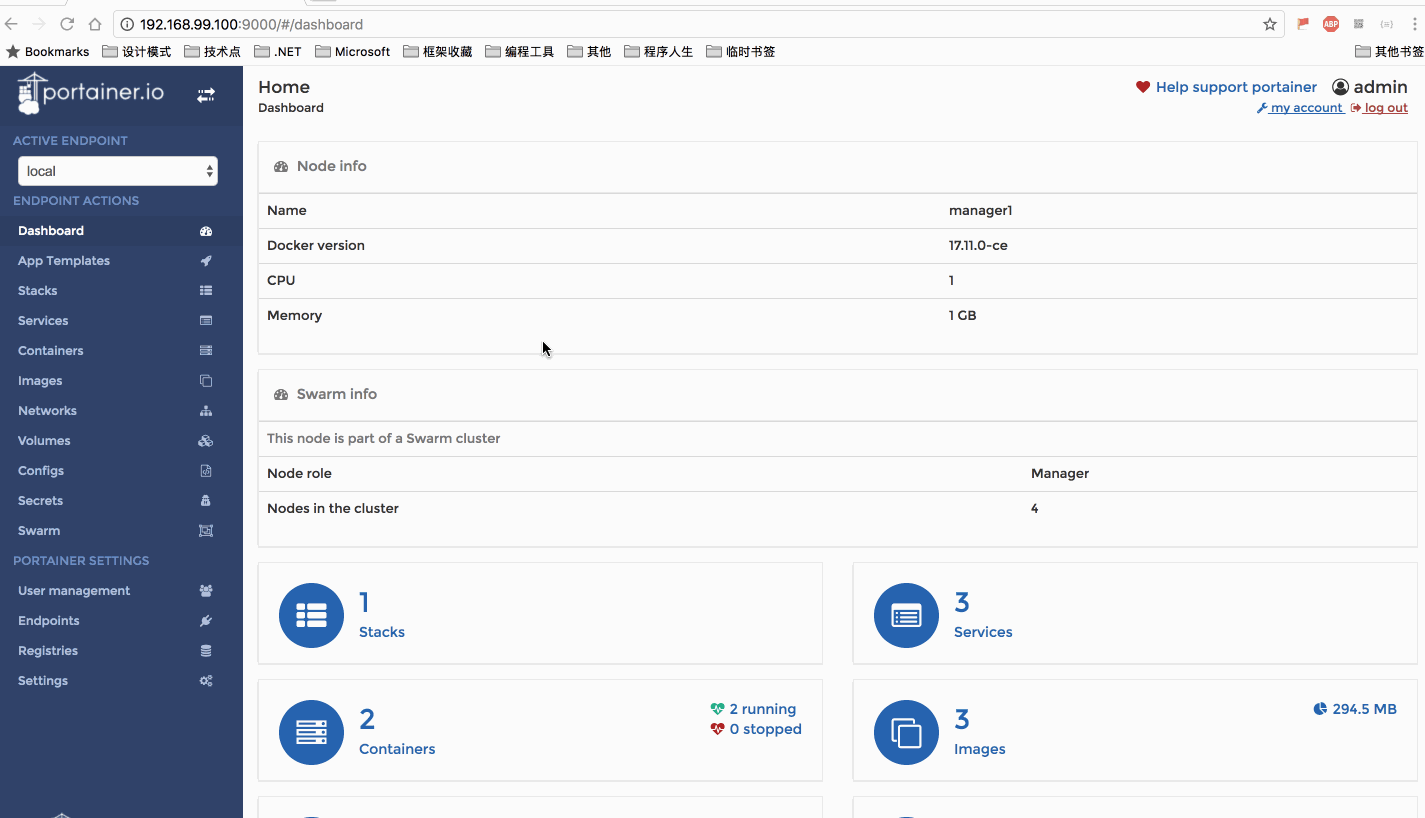 192.168.99.100:9000/#/dashboard
ABP
Bookmarks 设计模式 技术点 .NET Microsoft 框架收藏 编程工具 其他 程序人生 临时书签 其他书签
portainer.io
ACTIVE ENDPOINT
local
ENDPOINT ACTIONS
Dashboard
App Templates
Stacks
Services
Containers
Images
Networks
Volumes
Configs
Secrets
Swarm
PORTAINER SETTINGS
User management
Endpoints
Registries
Settings
Home
Dashboard
Help support portainer admin
my account log out
Node info
Name manager1
Docker version 17.11.0-ce
CPU 1
Memory 1 GB
Swarm info
This node is part of a Swarm cluster
Node role Manager
Nodes in the cluster 4
1
Stacks
3
Services
2
Containers
2 running
0 stopped
3
Images
294.5 MB